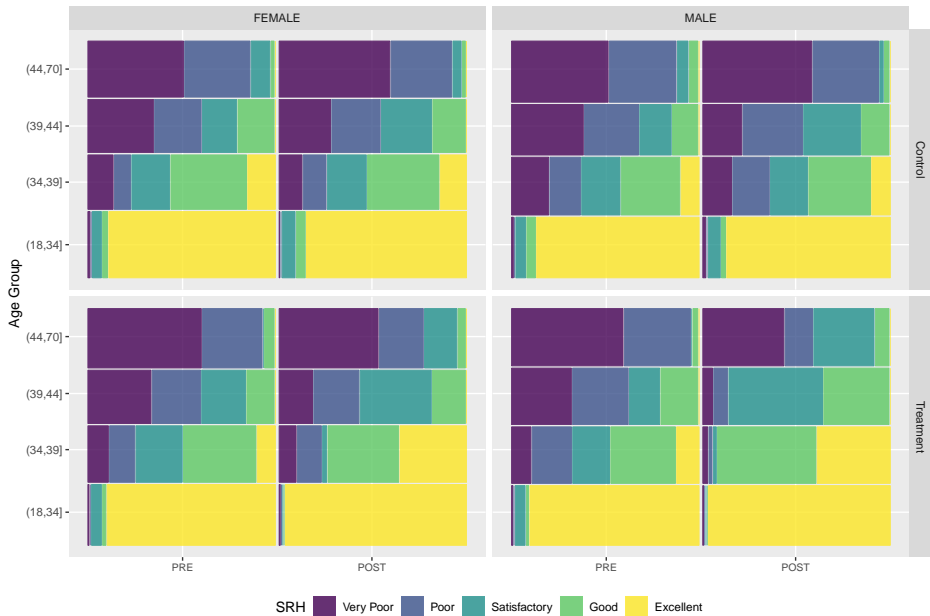 FEMALE
MALE
(44,70]
(39,44]
(34,39]
(18,34]
Control
Age Group
(44,70]
(39,44]
(34,39]
(18,34]
Treatment
PRE
POST
PRE
POST
SRH Very Poor Poor Satisfactory Good Excellent